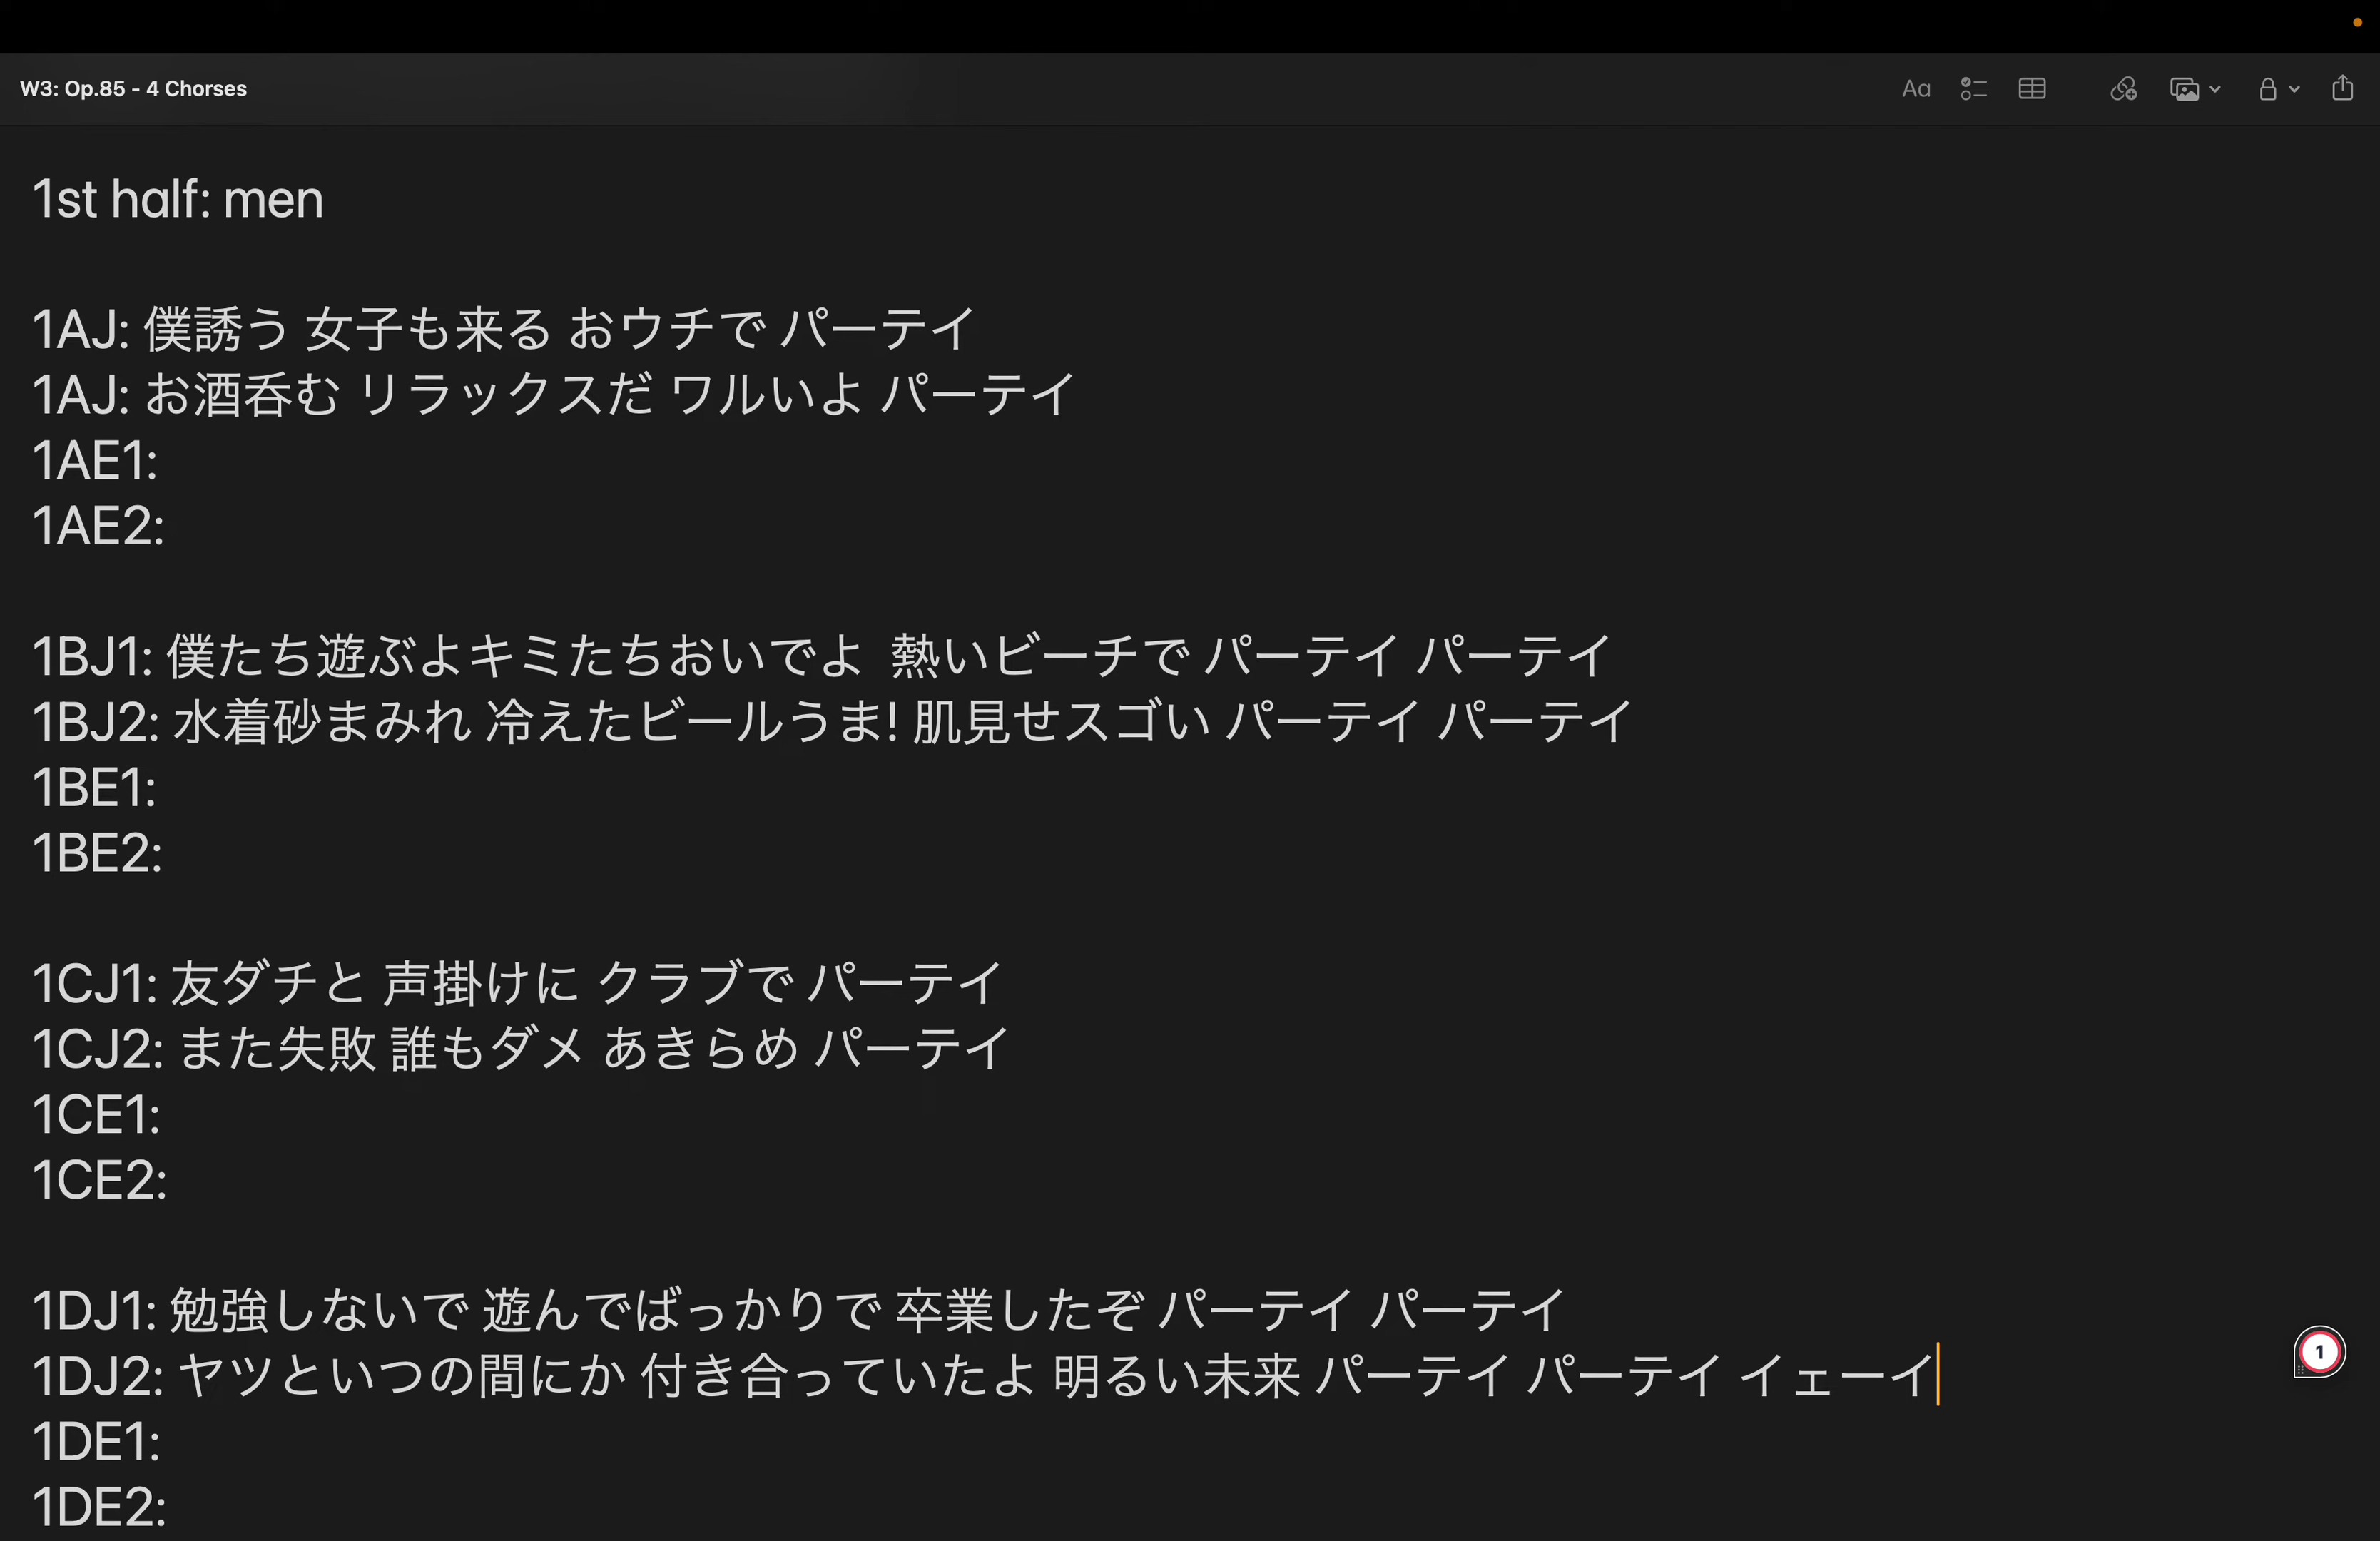 W3: Op.85 - 4 Chorses
Aa
1st half: men
1AJ: 僕誘う 女子も来る おウチで パーテイ
1AJ: お酒呑む リラックスだ ワルいよ パーテイ
1AE1:
1AE2:
1BJ1: 僕たち遊ぶよキミたちおいでよ 熱いビーチで パーテイ パーテイ
1BJ2: 水着砂まみれ 冷えたビールうま! 肌見せスゴい パーテイ パーテイ
1BE1:
1BE2:
1CJ1: 友ダチと 声掛けに クラブで パーテイ
1CJ2: また失敗 誰もダメ あきらめ パーテイ
1CE1:
1CE2:
1DJ1: 勉強しないで 遊んでばっかりで 卒業したぞ パーテイ パーテイ
1DJ2: ヤツといつの間にか 付き合っていたよ 明るい未来 パーテイ パーテイ イェーイ
1
1DE1:
1DE2: